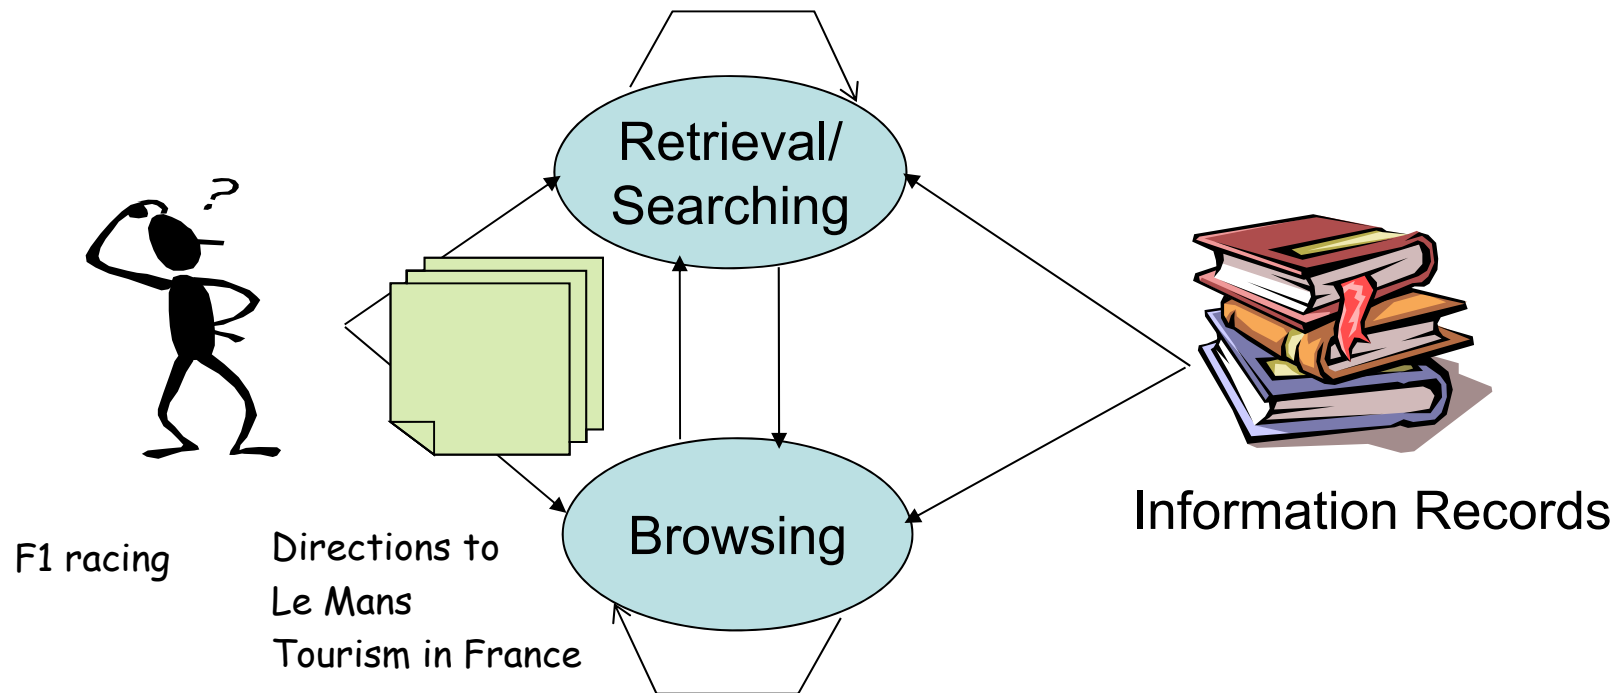 Retrieval/
Searching
?
Information Records
Browsing
F1 racing
Directions to
Le Mans
Tourism in France